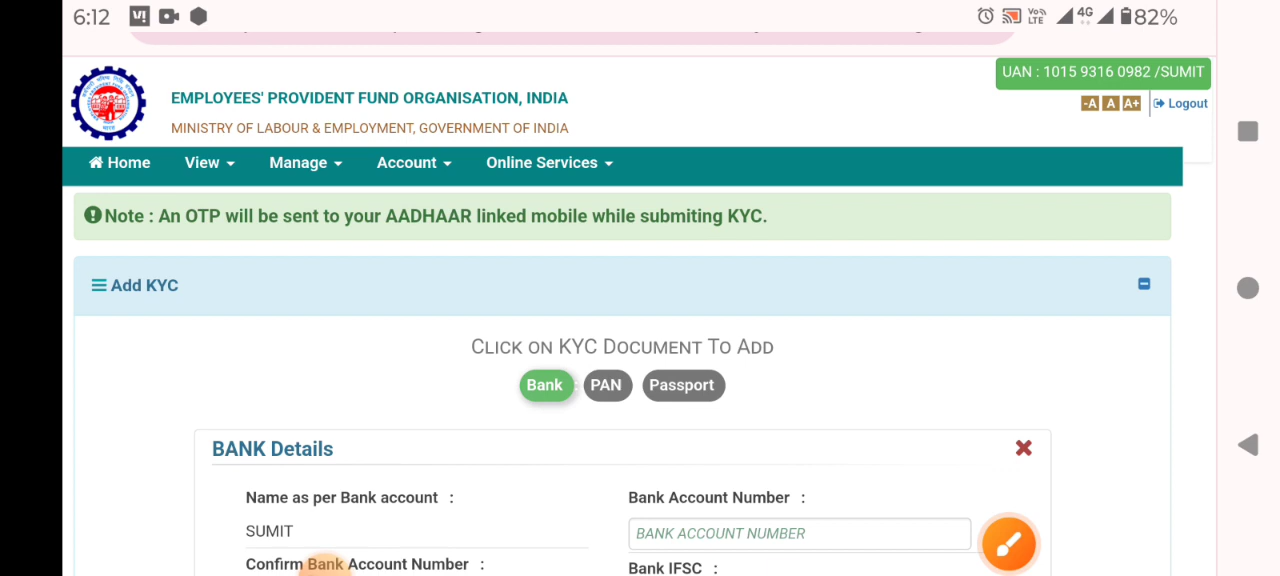 6:12 82%
Vo)) LTE 4G
UAN : 1015 9316 0982 /SUMIT
EMPLOYEES' PROVIDENT FUND ORGANISATION, INDIA
-A A A+ Logout
MINISTRY OF LABOUR & EMPLOYMENT, GOVERNMENT OF INDIA
Home View Manage Account Online Services
Note : An OTP will be sent to your AADHAAR linked mobile while submiting KYC.
Add KYC
CLICK ON KYC DOCUMENT TO ADD
Bank PAN Passport
BANK Details
Name as per Bank account : Bank Account Number :
SUMIT BANK ACCOUNT NUMBER
Confirm Bank Account Number : Bank IFSC :